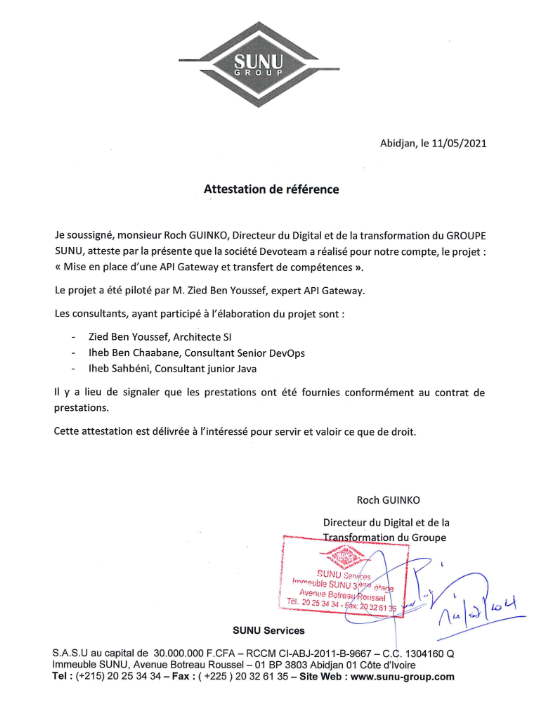 SUNU
GROUP
Abidjan, le 11/05/2021
Attestation de référence
Je soussigné, monsieur Roch GUINKO, Directeur du Digital et de la transformation du GROUPE
SUNU, atteste par la présente que la société Devoteam a réalisé pour notre compte, le projet :
« Mise en place d'une API Gateway et transfert de compétences ».
Le projet a été piloté par M. Zied Ben Youssef, expert API Gateway.
Les consultants, ayant participé à l'élaboration du projet sont :
- Zied Ben Youssef, Architecte SI
- Iheb Ben Chaabane, Consultant Senior DevOps
- Iheb Sahbéni, Consultant junior Java
Il y a lieu de signaler que les prestations ont été fournies conformément au contrat de
prestations.
Cette attestation est délivrée à l'intéressé pour servir et valoir ce que de droit.
Roch GUINKO
Directeur du Digital et de la
Transformation du Groupe
SUNU Services
Immeuble SUNU 3ème étage
Avenue Botreau Roussel
Tél. 20 25 34 34 - Fax: 20 32 61 35
SUNU Services
S.A.S.U au capital de 30.000.000 F.CFA – RCCM CI-ABJ-2011-B-9667 – C.C. 1304160 Q
Immeuble SUNU, Avenue Botreau Roussel – 01 BP 3803 Abidjan 01 Côte d'Ivoire
Tel : (+215) 20 25 34 34 – Fax : ( +225 ) 20 32 61 35 – Site Web : www.sunu-group.com